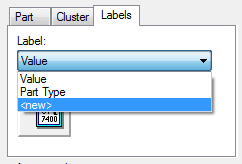 Part Cluster Labels
Label:
Value
Value
Part Type
<new>
7400